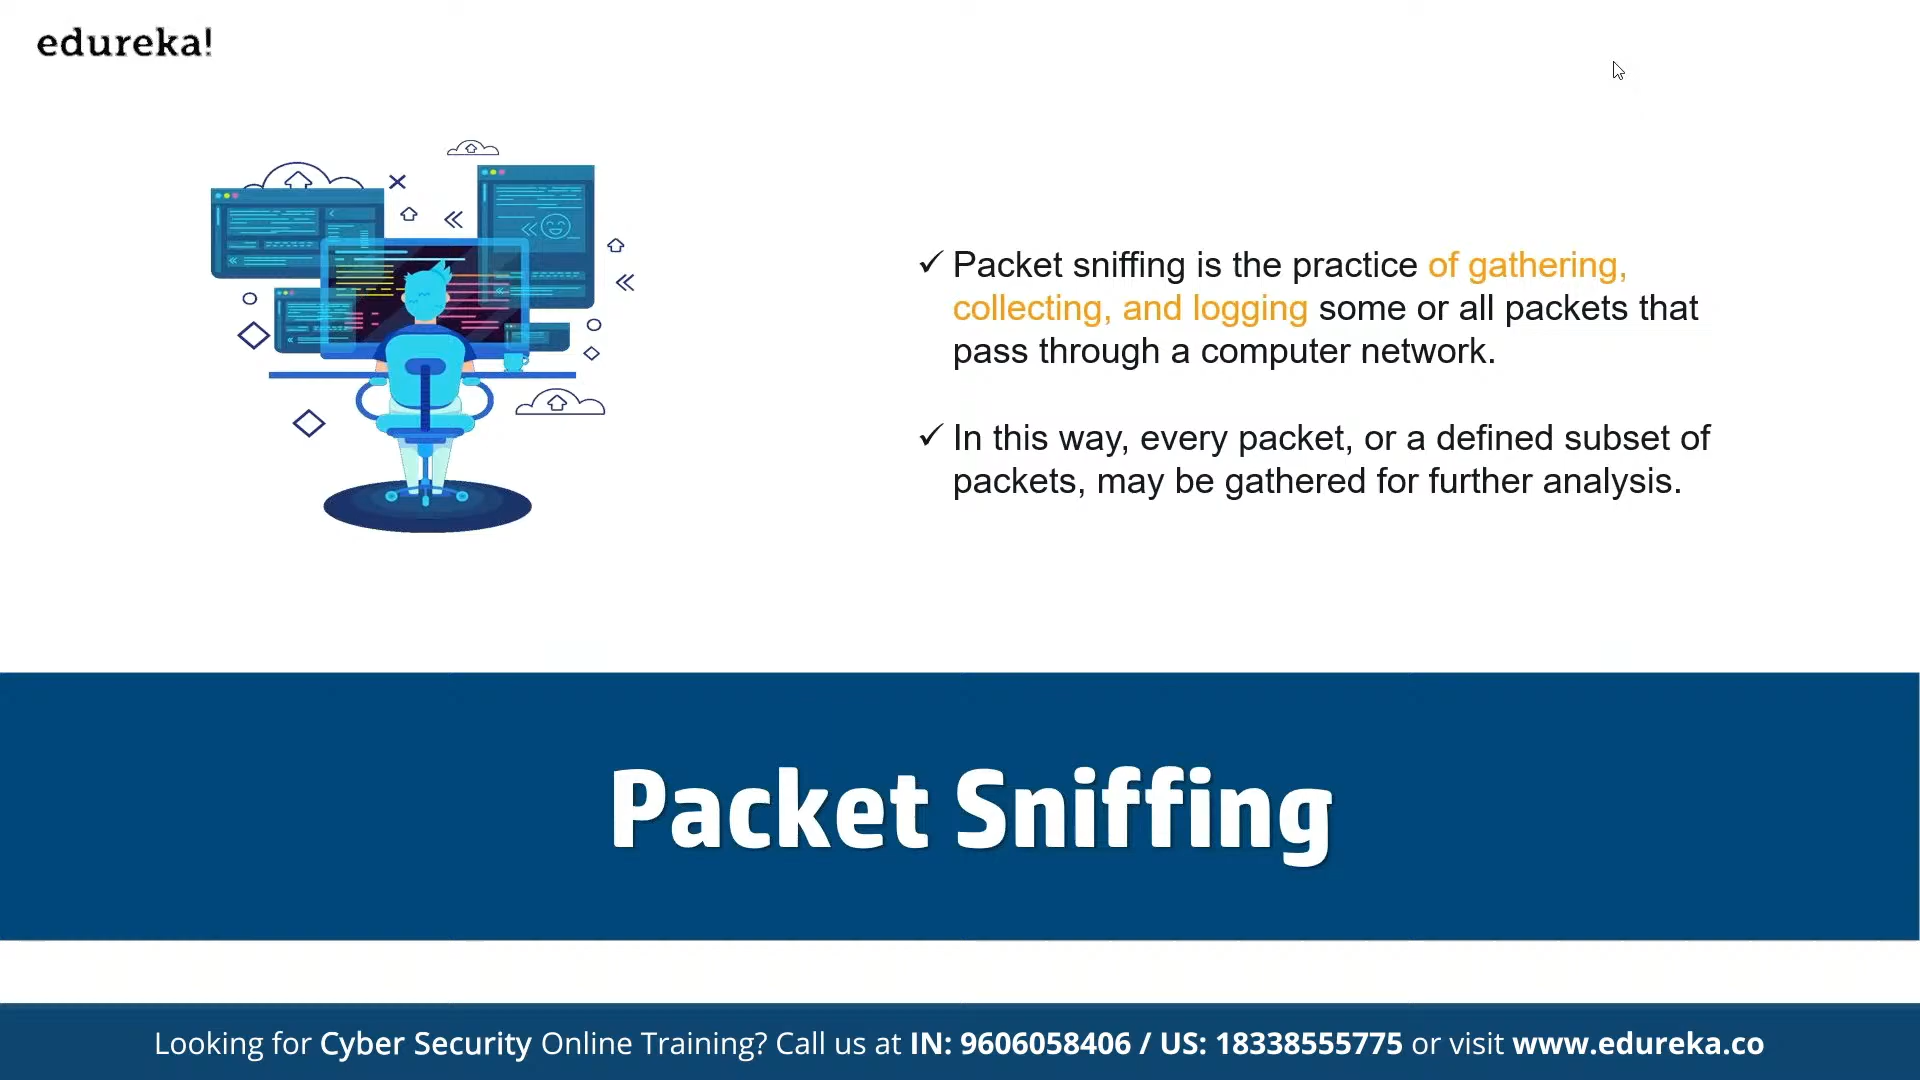 edureka!
✓ Packet sniffing is the practice of gathering,
collecting, and logging some or all packets that
pass through a computer network.
✓ In this way, every packet, or a defined subset of
packets, may be gathered for further analysis.
Packet Sniffing
Looking for Cyber Security Online Training? Call us at IN: 9606058406 / US: 18338555775 or visit www.edureka.co